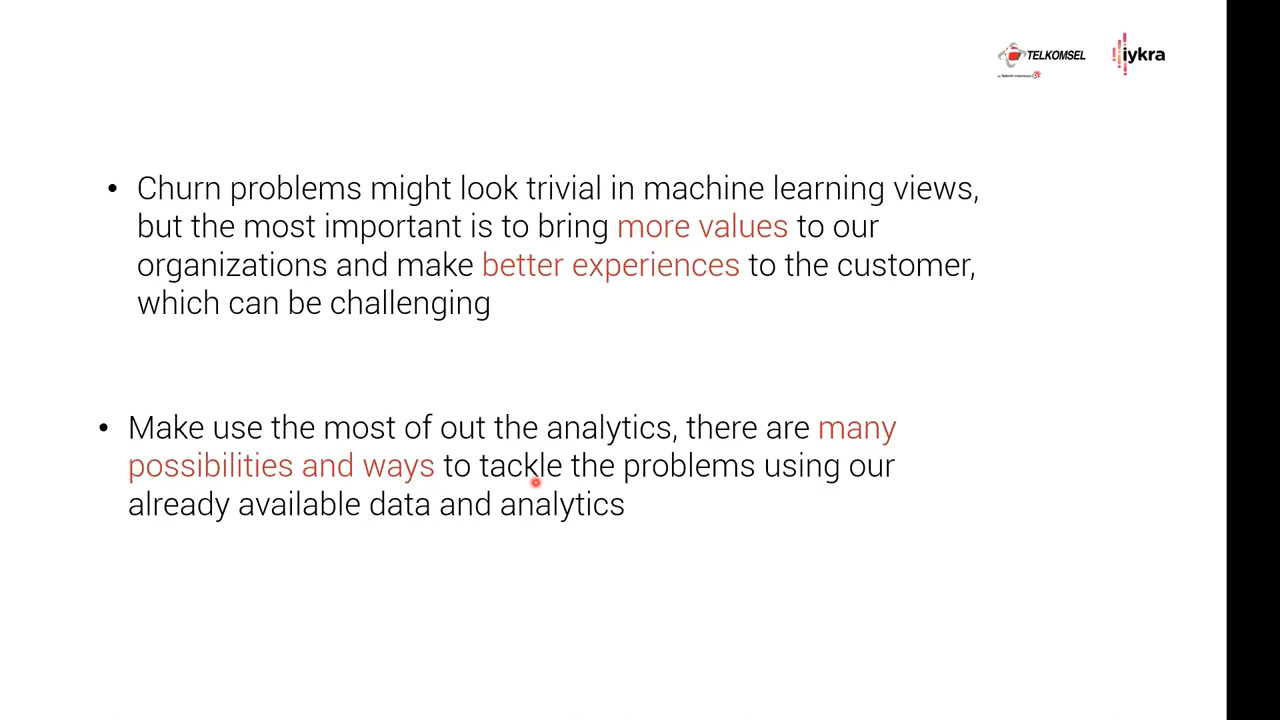 TELKOMSEL
iykra
• Churn problems might look trivial in machine learning views,
but the most important is to bring more values to our
organizations and make better experiences to the customer,
which can be challenging
• Make use the most of out the analytics, there are many
possibilities and ways to tackle the problems using our
already available data and analytics